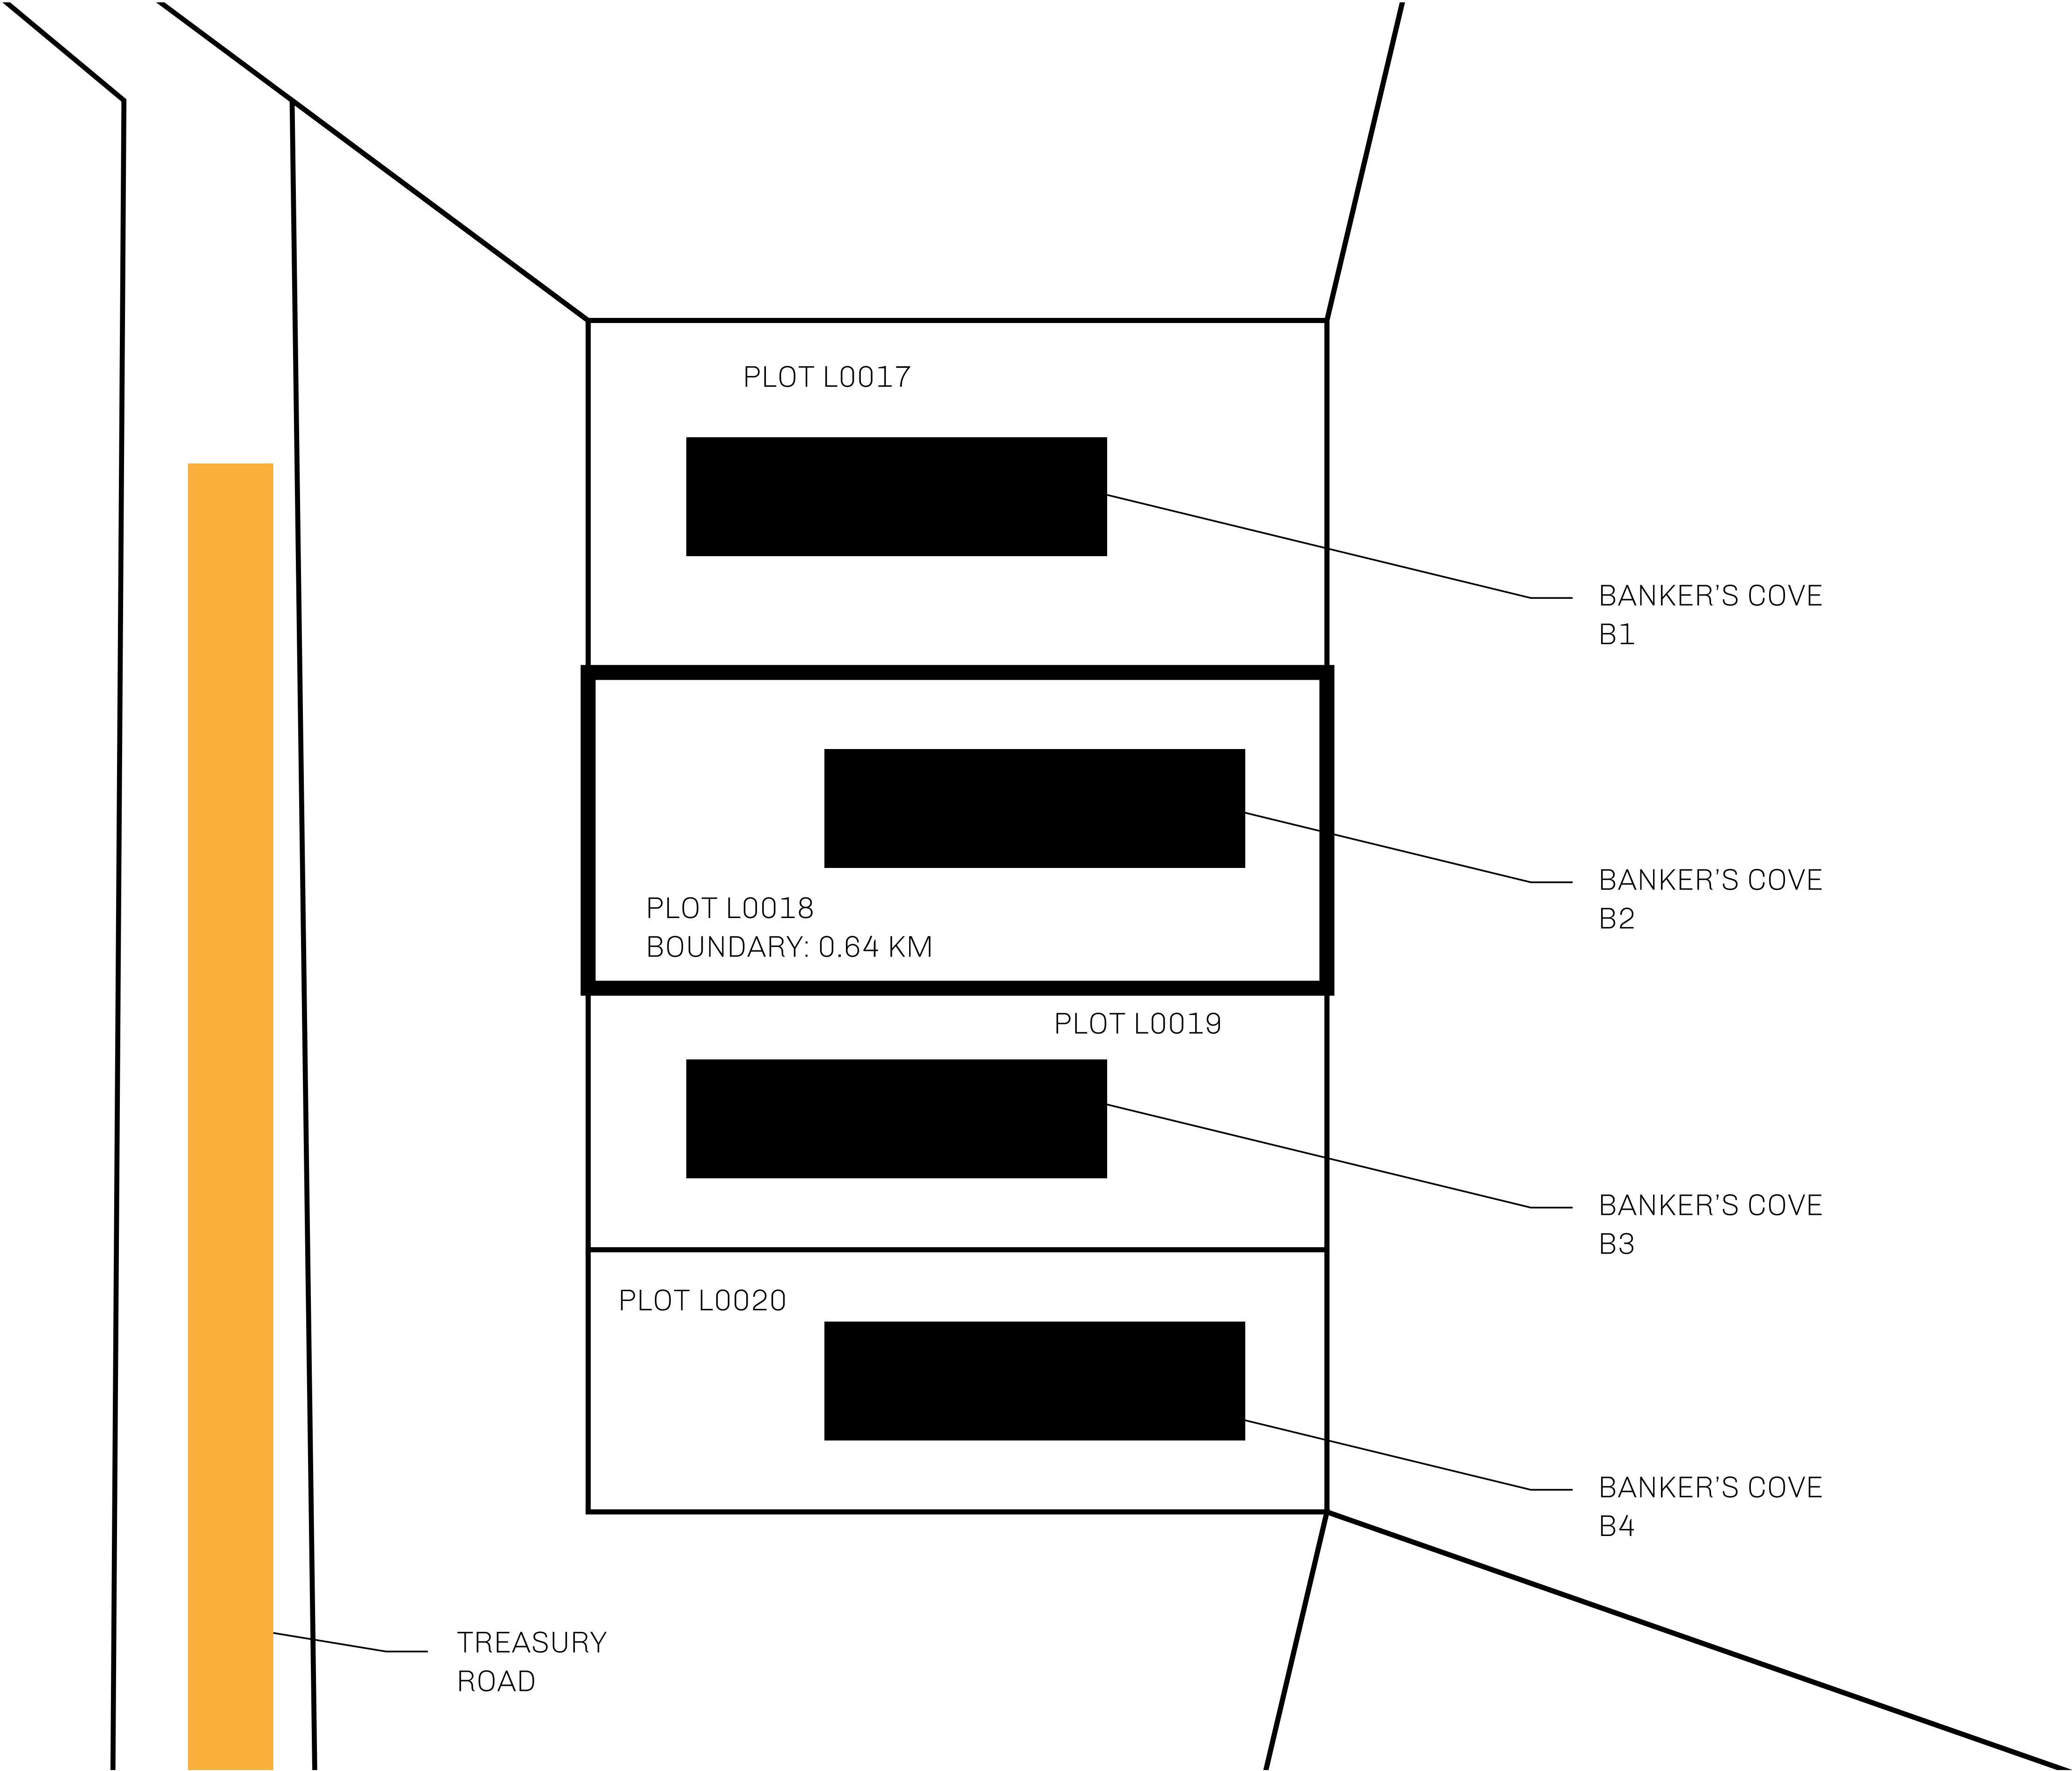 PLOT L0017
BANKER'S COVE
B1
BANKER'S COVE
B2
PLOT L0018
BOUNDARY: 0.64 KM
PLOT L0019
BANKER'S COVE
B3
PLOT L0020
BANKER'S COVE
B4
TREASURY
ROAD